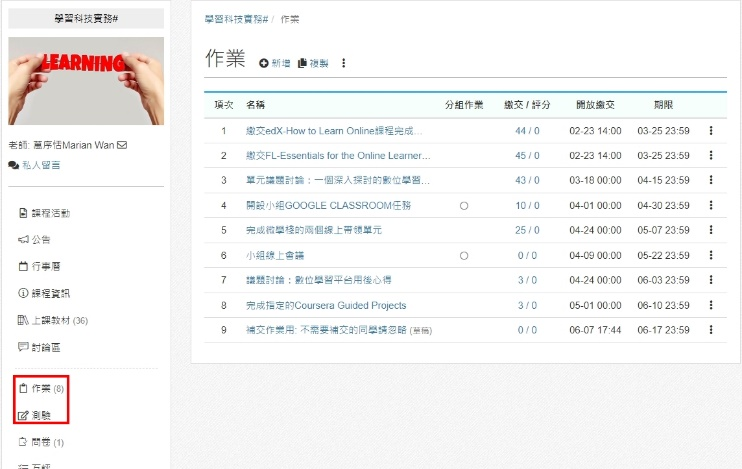 學習科技實務#
LEARNING
老師: 萬序恬Marian Wan
私人留言
課程活動
公告
行事曆
課程資訊
上課教材 (36)
討論區
作業 (8)
測驗
問卷 (1)
互評
學習科技實務# / 作業
作業 新增 複製
項次 名稱 分組作業 繳交 / 評分 開放繳交 期限
1 繳交edX-How to Learn Online課程完成... 44 / 0 02-23 14:00 03-25 23:59
2 繳交FL-Essentials for the Online Learner... 45 / 0 02-23 14:00 03-25 23:59
3 單元議題討論：一個深入探討的數位學習... 43 / 0 03-18 00:00 04-15 23:59
4 開設小組GOOGLE CLASSROOM任務 10 / 0 04-01 00:00 04-30 23:59
5 完成微學棧的兩個線上專領單元 25 / 0 04-24 00:00 05-07 23:59
6 小組線上會議 0 / 0 04-09 00:00 05-22 23:59
7 議題討論：數位學習平台用後心得 3 / 0 04-24 00:00 06-03 23:59
8 完成指定的Coursera Guided Projects 3 / 0 05-01 00:00 06-10 23:59
9 補交作業用: 不需要補交的同學請忽略 (草稿) 0 / 0 06-07 17:44 06-17 23:59